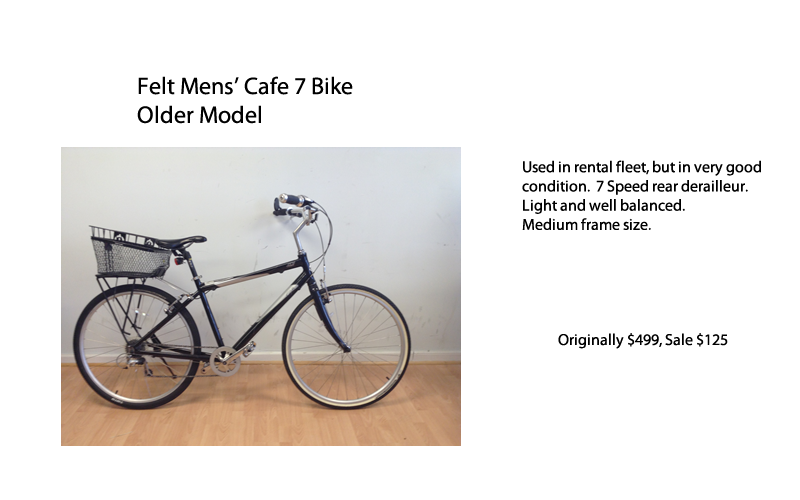 Felt Mens’ Cafe 7 Bike
Older Model
Used in rental fleet, but in very good
condition.  7 Speed rear derailleur.
Light and well balanced.
Medium frame size.
Originally $499, Sale $125